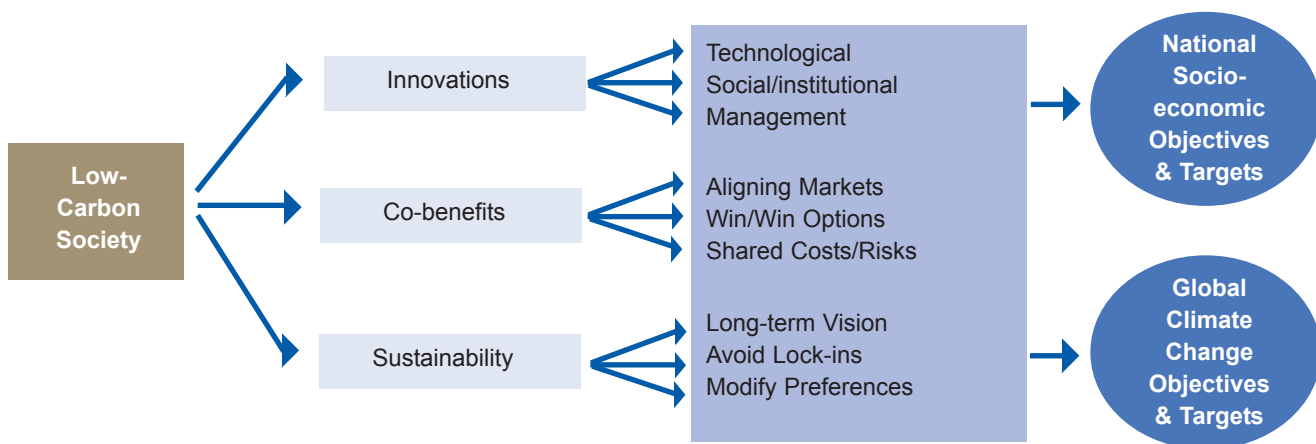 Low-
Carbon
Society
Innovations
Co-benefits
Sustainability
Technological
Social/institutional
Management
Aligning Markets
Win/Win Options
Shared Costs/Risks
Long-term Vision
Avoid Lock-ins
Modify Preferences
National
Socio-
economic
Objectives
& Targets
Global
Climate
Change
Objectives
& Targets